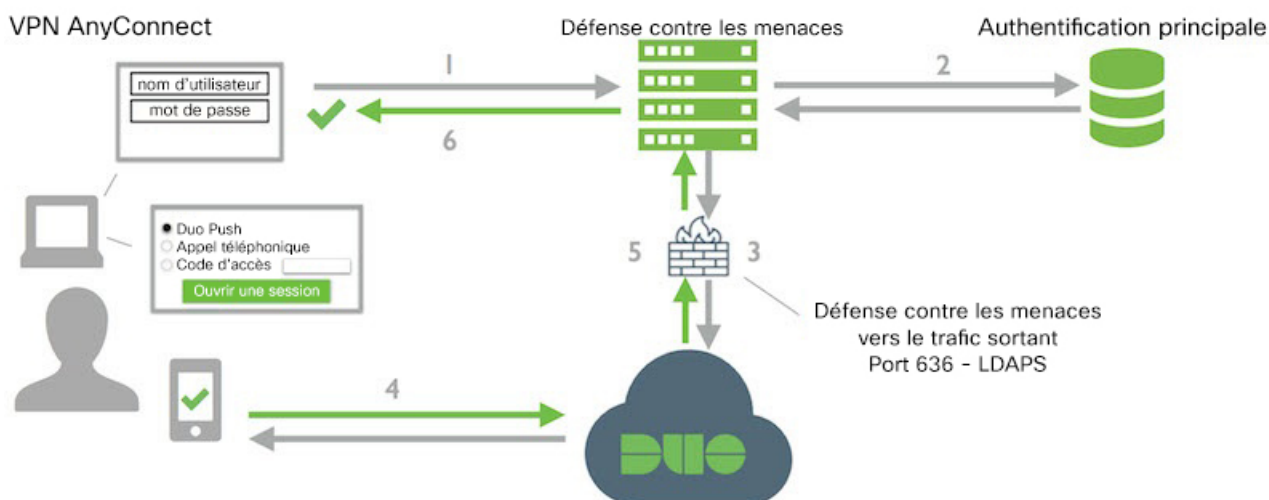 VPN AnyConnect
Défense contre les menaces
Authentification principale
nom d'utilisateur
mot de passe
1
2
6
Duo Push
Appel téléphonique
Code d'accès
Ouvrir une session
5
3
Défense contre les menaces
vers le trafic sortant
Port 636 - LDAPS
4
DUO